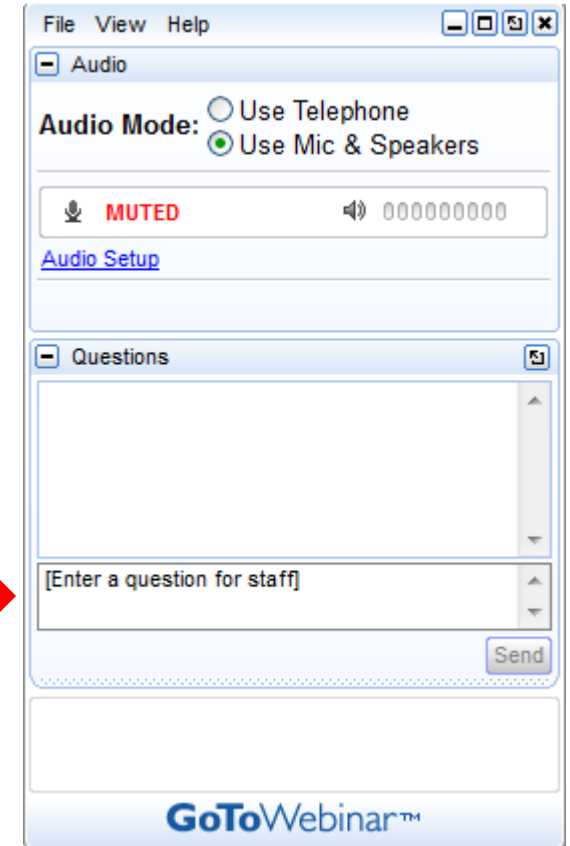 File View Help
Audio
Audio Mode:
Use Telephone
Use Mic & Speakers
MUTED
000000000
Audio Setup
Questions
[Enter a question for staff]
Send
GoToWebinar™